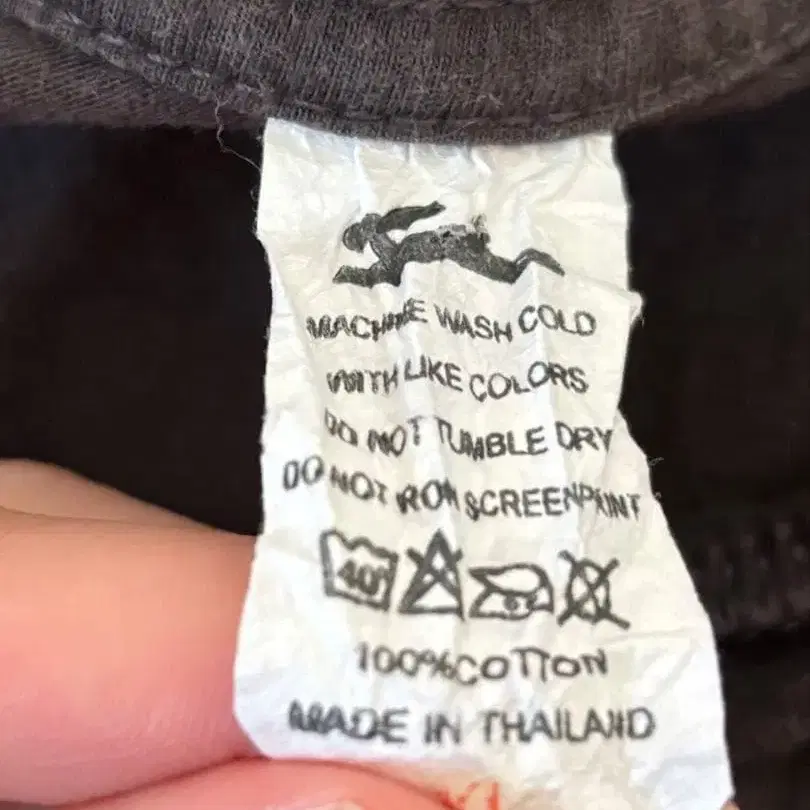 MACHINE WASH COLD
WITH LIKE COLORS
DO NOT TUMBLE DRY
DO NOT IRON SCREENPRINT
40°
100%COTTON
MADE IN THAILAND